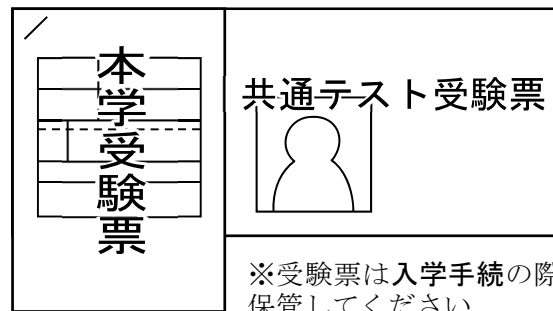 本学受験票
共通テスト受験票
※受験票は入学手続の際
保管してください